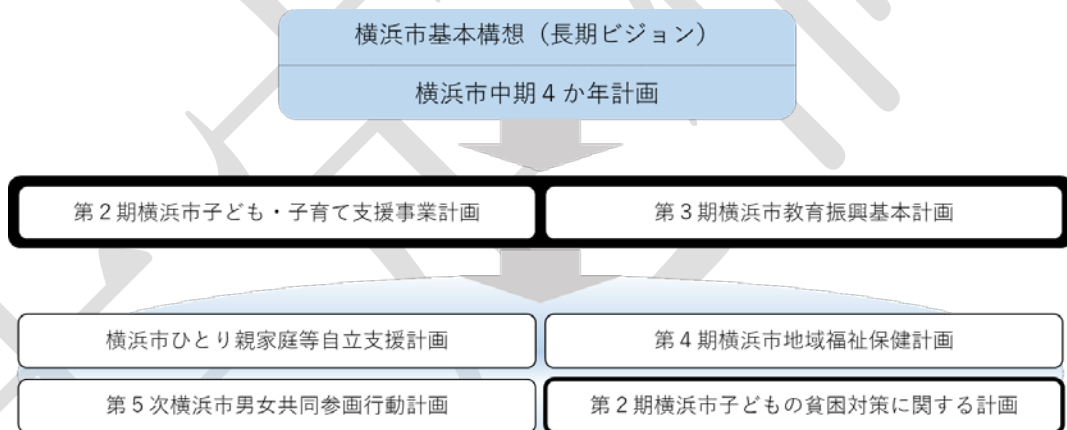 横浜市基本構想（長期ビジョン）
横浜市中期４か年計画
第２期横浜市子ども・子育て支援事業計画
第３期横浜市教育振興基本計画
横浜市ひとり親家庭等自立支援計画
第４期横浜市地域福祉保健計画
第５次横浜市男女共同参画行動計画
第２期横浜市子どもの貧困対策に関する計画